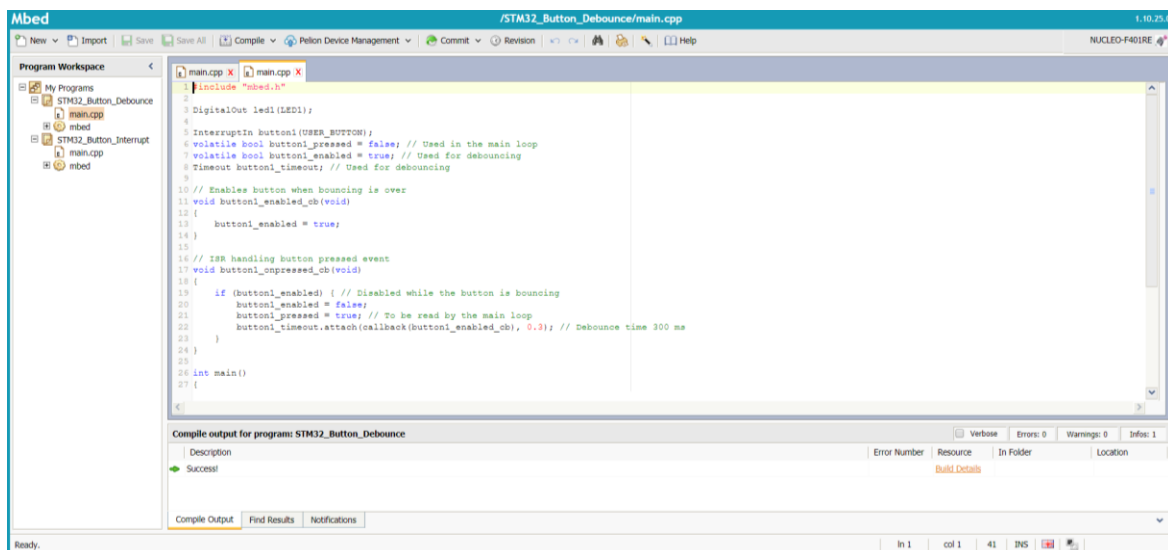 Mbed
/STM32_Button_Debounce/main.cpp
1.10.25.
New Import Save Save All Compile Pelion Device Management Commit Revision Help
NUCLEO-F401RE
Program Workspace
My Programs
STM32_Button_Debounce
main.cpp
mbed
STM32_Button_Interrupt
main.cpp
mbed
main.cpp X main.cpp X
1 #include "mbed.h"
2
3 DigitalOut led1(LED1);
4
5 InterruptIn button1(USER_BUTTON);
6 volatile bool button1_pressed = false; // Used in the main loop
7 volatile bool button1_enabled = true; // Used for debouncing
8 Timeout button1_timeout; // Used for debouncing
9
10 // Enables button when bouncing is over
11 void button1_enabled_cb(void)
12 {
13 button1_enabled = true;
14 }
15
16 // ISR handling button pressed event
17 void button1_onpressed_cb(void)
18 {
19 if (button1_enabled) { // Disabled while the button is bouncing
20 button1_enabled = false;
21 button1_pressed = true; // To be read by the main loop
22 button1_timeout.attach(callback(button1_enabled_cb), 0.3); // Debounce time 300 ms
23 }
24 }
25
26 int main()
27 {
Compile output for program: STM32_Button_Debounce
Verbose Errors: 0 Warnings: 0 Infos: 1
Description Error Number Resource In Folder Location
Success! Build Details
Compile Output Find Results Notifications
Ready. ln 1 col 1 41 INS